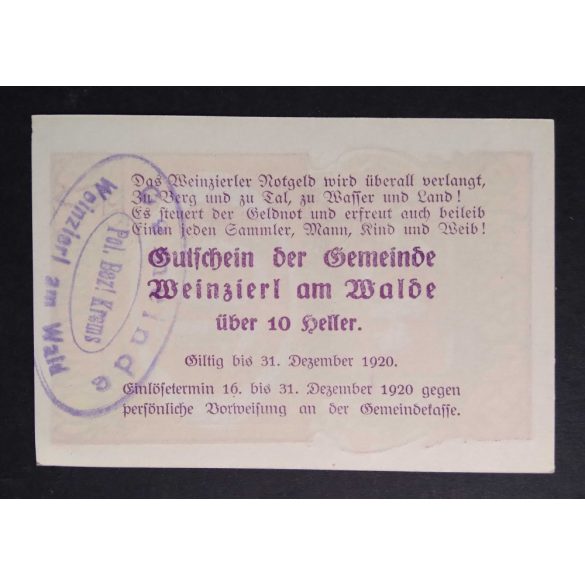 Das Weinzierler Notgeld wird überall verlangt,
Zu Berg und zu Tal, zu Wasser und Land!
Es steuert der Geldnot und erfreut auch beileib
Einen jeden Sammler, Mann, Kind und Weib!
Gutschein der Gemeinde
Weinzierl am Walde
über 10 Heller.
Giltig bis 31. Dezember 1920.
Einlösetermin 16. bis 31. Dezember 1920 gegen
persönliche Vorweisung an der Gemeindekasse.
Pol. Bez! Krems
Weinzierl am Wald